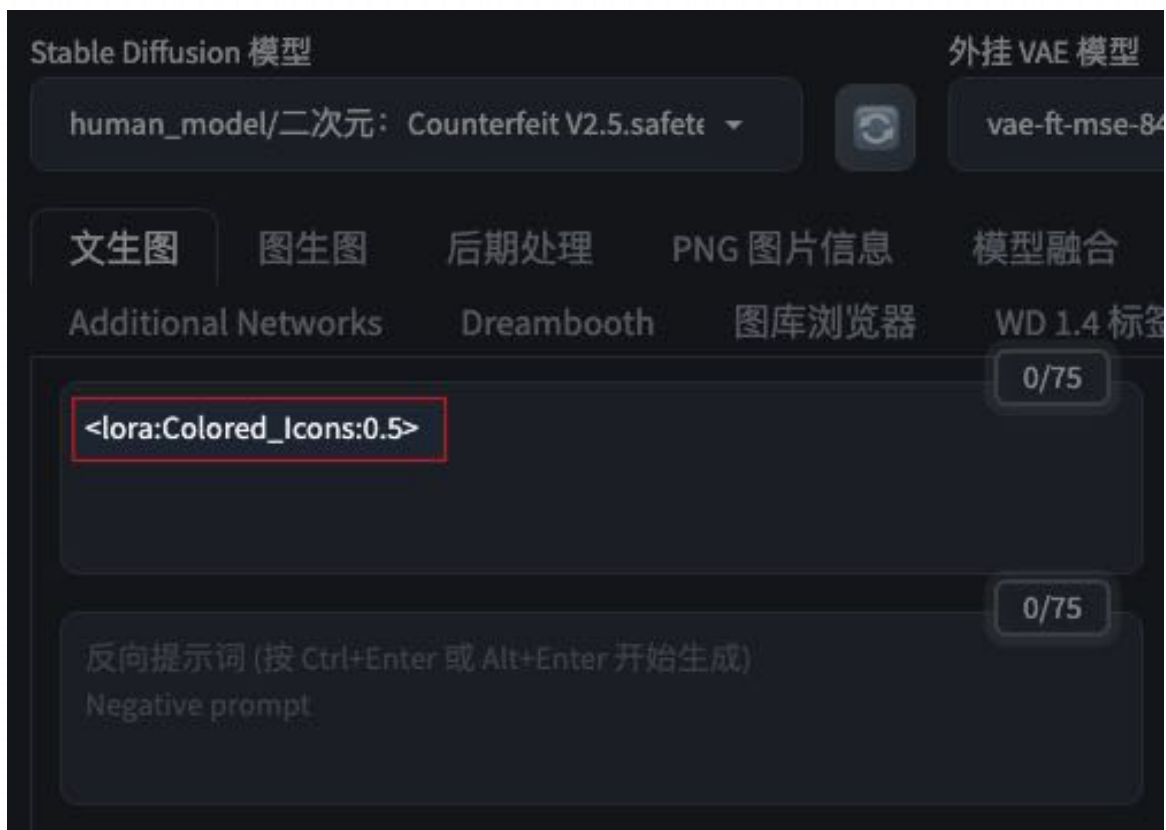 Stable Diffusion 模型 外挂 VAE 模型
human_model/二次元：Counterfeit V2.5.safete vae-ft-mse-84
文生图 图生图 后期处理 PNG 图片信息 模型融合
Additional Networks Dreambooth 图库浏览器 WD 1.4 标签
0/75
<lora:Colored_Icons:0.5>
0/75
反向提示词 (按 Ctrl+Enter 或 Alt+Enter 开始生成)
Negative prompt